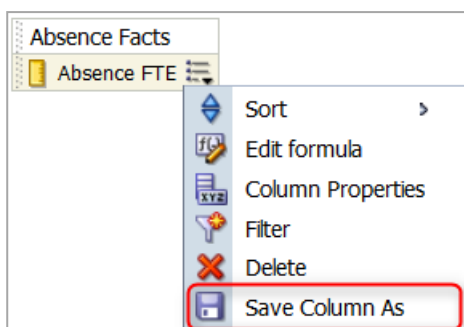 Absence Facts
Absence FTE
Sort
Edit formula
Column Properties
Filter
Delete
Save Column As